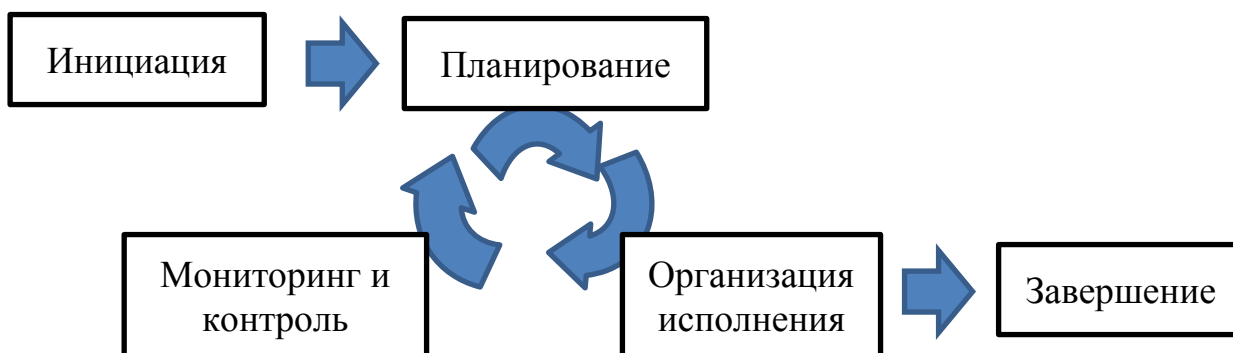 Инициация
Планирование
Мониторинг и
контроль
Организация
исполнения
Завершение